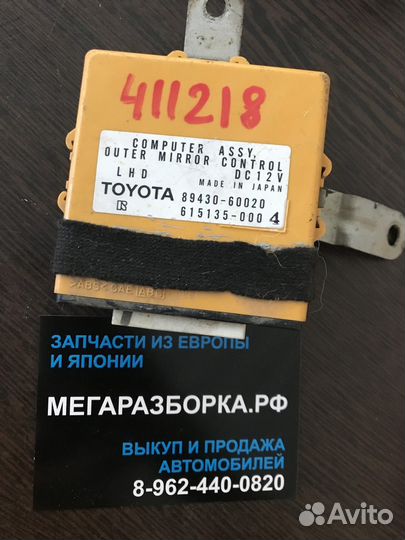 411218
COMPUTER ASSY,
OUTER MIRROR CONTROL
LHD DC12V
MADE IN JAPAN
TOYOTA 89430-60020
615135-000 4
>ABS<
ЗАПЧАСТИ ИЗ ЕВРОПЫ
И ЯПОНИИ
МЕГАРАЗБОРКА.РФ
ВЫКУП И ПРОДАЖА
АВТОМОБИЛЕЙ
8-962-440-0820
Avito